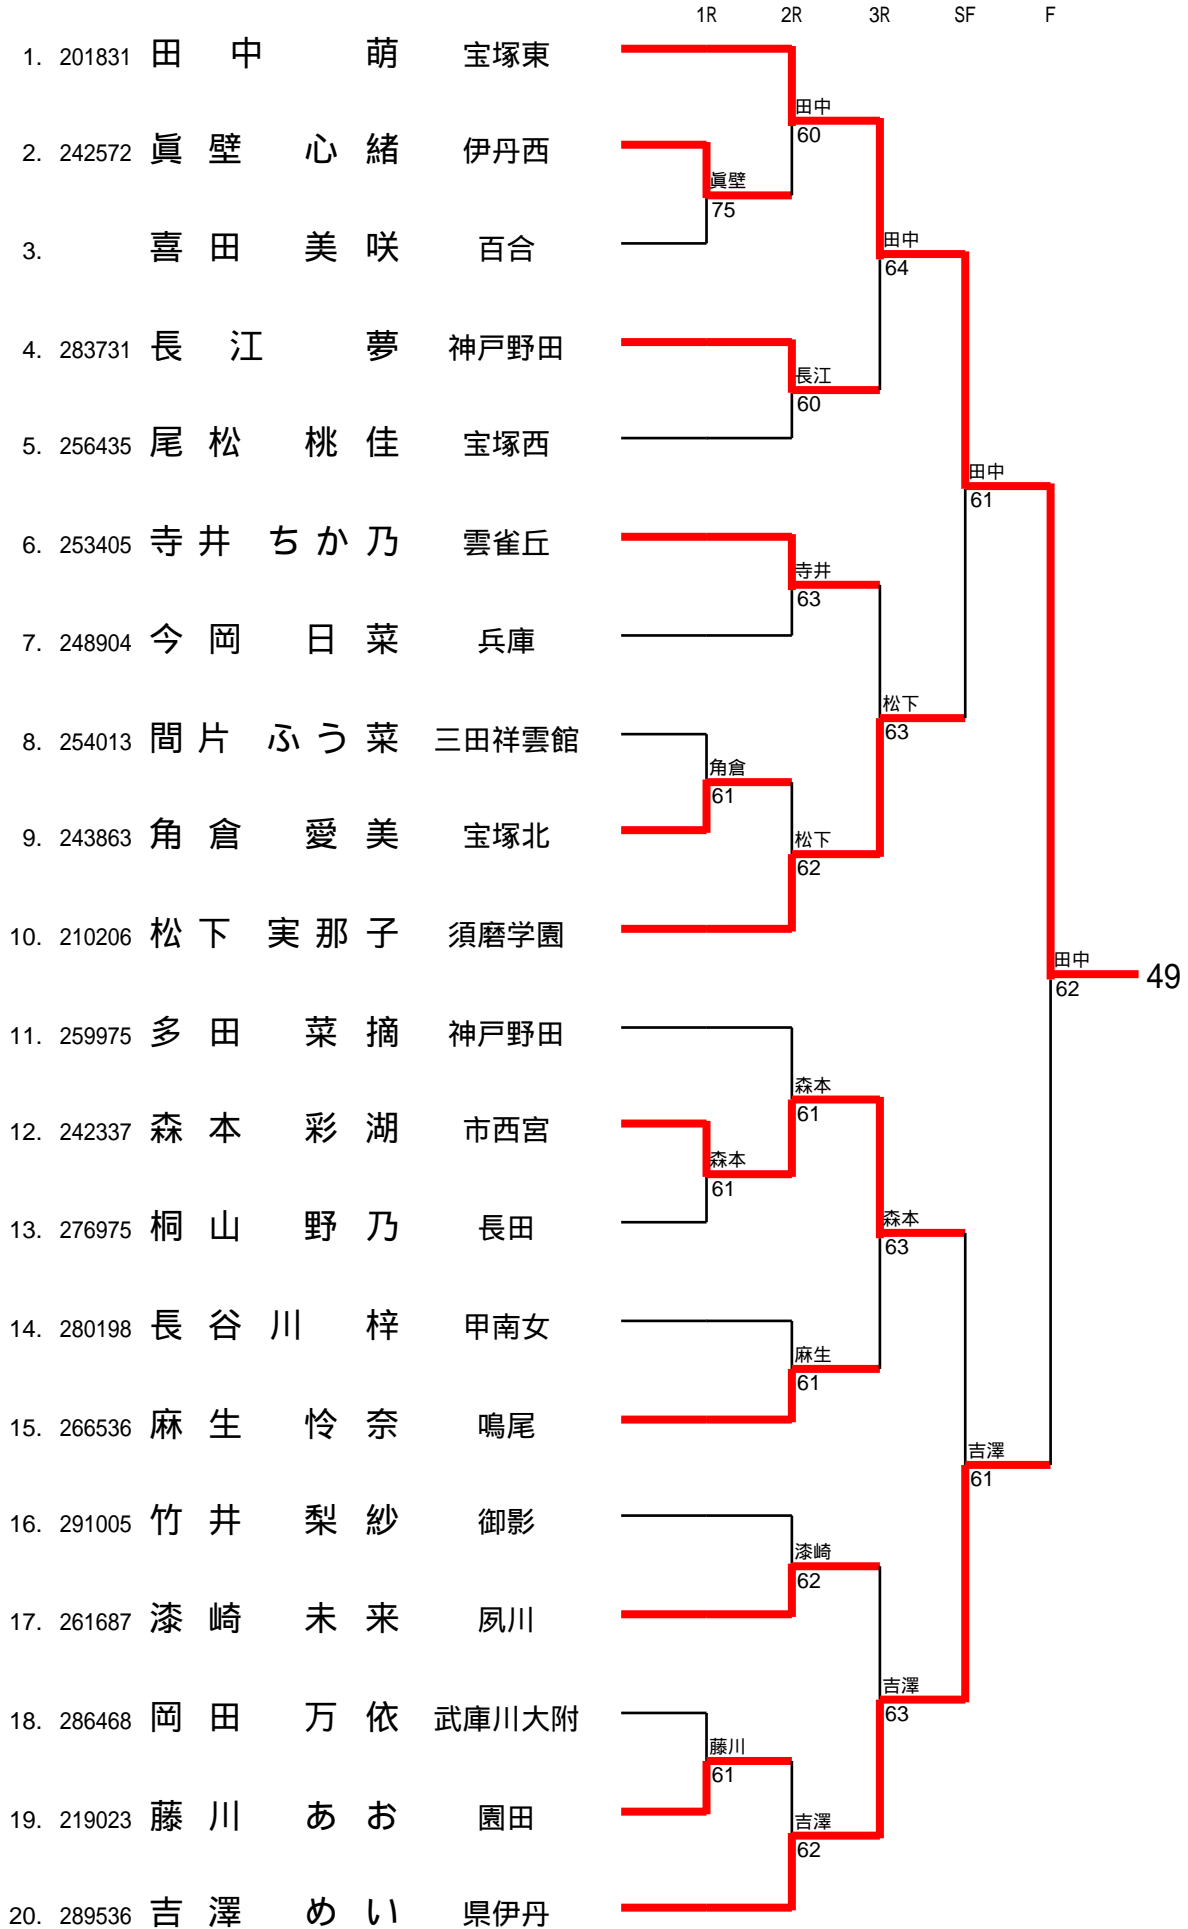 1R 2R 3R SF F
1. 201831 田中 萌 宝塚東
田中
60
2. 242572 眞壁 心緒 伊丹西
眞壁
75
3. 喜田 美咲 百合
田中
64
4. 283731 長江 夢 神戸野田
長江
60
5. 256435 尾松 桃佳 宝塚西
田中
61
6. 253405 寺井 ちか乃 雲雀丘
寺井
63
7. 248904 今岡 日菜 兵庫
松下
63
8. 254013 間片 ふう菜 三田祥雲館
角倉
61
9. 243863 角倉 愛美 宝塚北
松下
62
10. 210206 松下 実那子 須磨学園
田中
62
49
11. 259975 多田 菜摘 神戸野田
森本
61
12. 242337 森本 彩湖 市西宮
森本
61
13. 276975 桐山 野乃 長田
森本
63
14. 280198 長谷川 梓 甲南女
麻生
61
15. 266536 麻生 怜奈 鳴尾
吉澤
61
16. 291005 竹井 梨紗 御影
漆崎
62
17. 261687 漆崎 未来 夙川
吉澤
63
18. 286468 岡田 万依 武庫川大附
藤川
61
19. 219023 藤川 あお 園田
吉澤
62
20. 289536 吉澤 めい 県伊丹